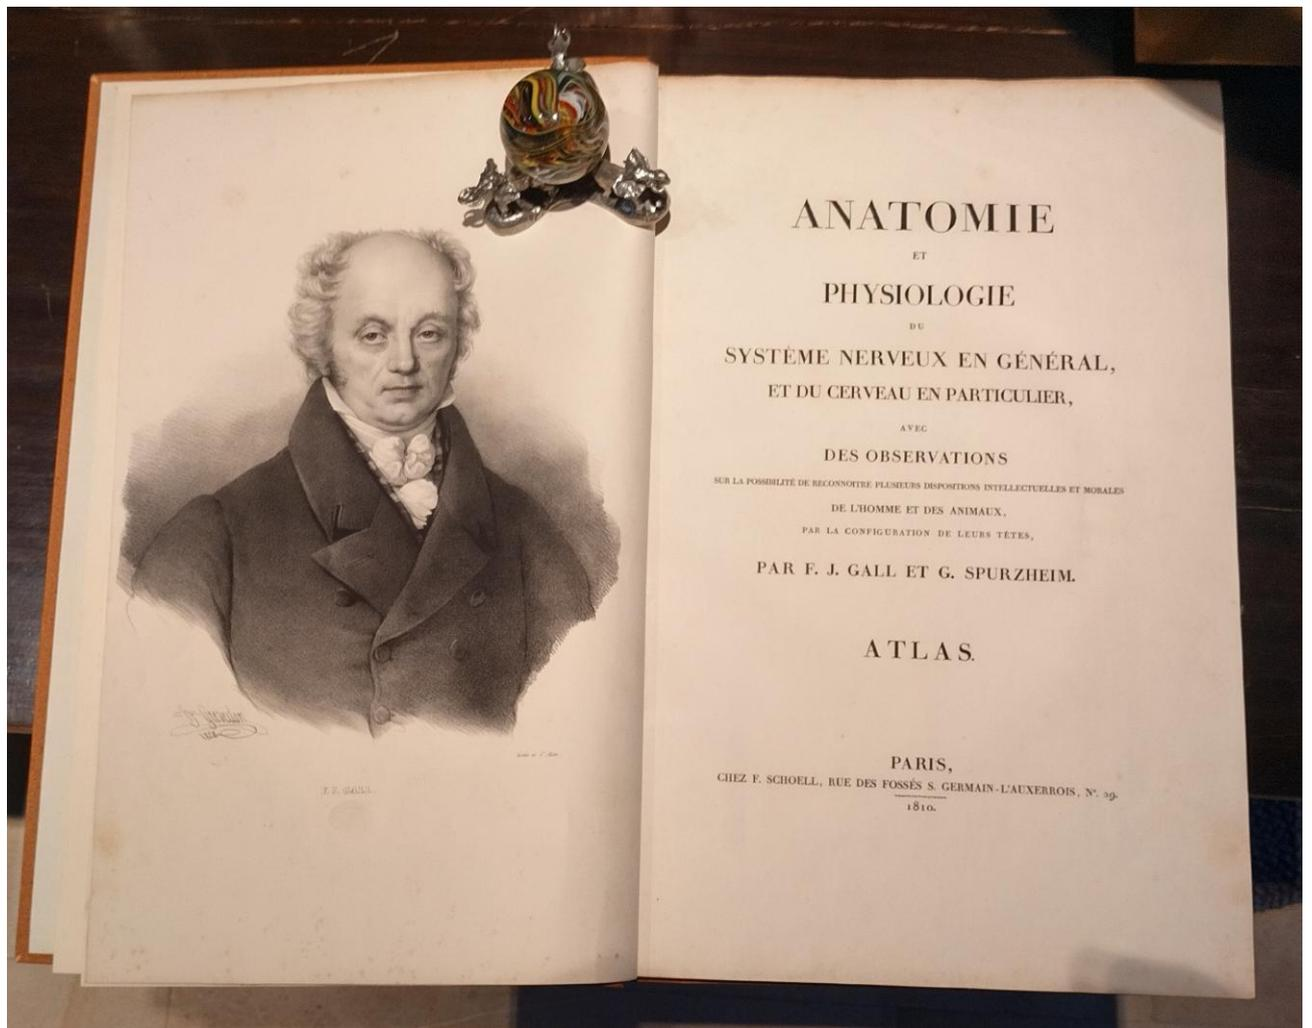 F. J. GALL.
ANATOMIE
ET
PHYSIOLOGIE
DU
SYSTÈME NERVEUX EN GÉNÉRAL,
ET DU CERVEAU EN PARTICULIER,
AVEC
DES OBSERVATIONS
SUR LA POSSIBILITÉ DE RECONNOITRE PLUSIEURS DISPOSITIONS INTELLECTUELLES ET MORALES
DE L'HOMME ET DES ANIMAUX,
PAR LA CONFIGURATION DE LEURS TÊTES,
PAR F. J. GALL ET G. SPURZHEIM.
ATLAS.
PARIS,
CHEZ F. SCHOELL, RUE DES FOSSÉS S. GERMAIN-L'AUXERROIS, N°. 29.
1810.